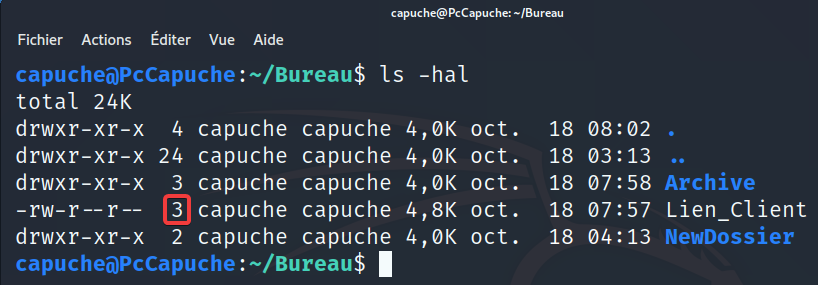 capuche@PcCapuche: ~/Bureau
Fichier Actions Éditer Vue Aide
capuche@PcCapuche:~/Bureau$ ls -hal
total 24K
drwxr-xr-x 4 capuche capuche 4,0K oct. 18 08:02 .
drwxr-xr-x 24 capuche capuche 4,0K oct. 18 03:13 ..
drwxr-xr-x 3 capuche capuche 4,0K oct. 18 07:58 Archive
-rw-r--r-- 3 capuche capuche 4,8K oct. 18 07:57 Lien_Client
drwxr-xr-x 2 capuche capuche 4,0K oct. 18 04:13 NewDossier
capuche@PcCapuche:~/Bureau$